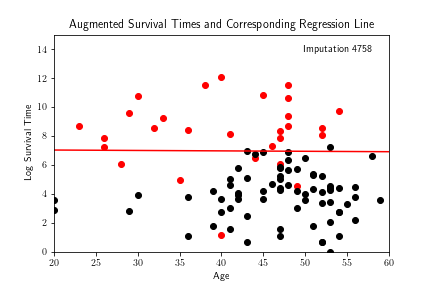 Augmented Survival Times and Corresponding Regression Line
Imputation 4758
Log Survival Time
14
12
10
8
6
4
2
0
20 25 30 35 40 45 50 55 60
Age